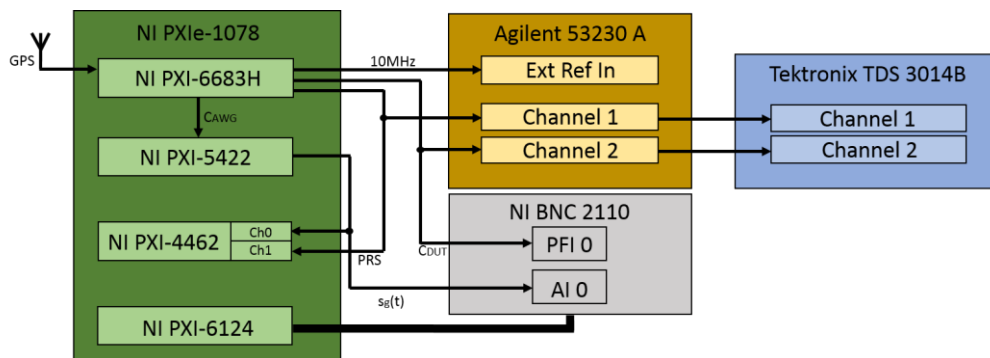 NI PXIe-1078
GPS
NI PXI-6683H
CAWG
NI PXI-5422
NI PXI-4462
Ch0
Ch1
NI PXI-6124
10MHz
PRS
CDUT
sg(t)
Agilent 53230 A
Ext Ref In
Channel 1
Channel 2
NI BNC 2110
PFI 0
AI 0
Tektronix TDS 3014B
Channel 1
Channel 2